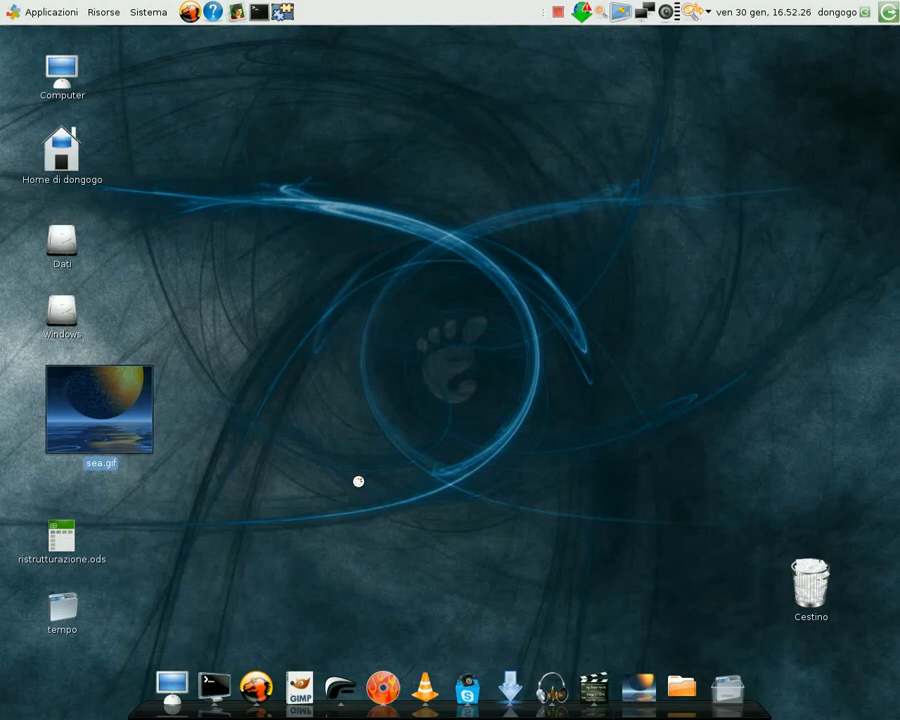 Applicazioni Risorse Sistema
ven 30 gen, 16.52.26 dongogo
Computer
Home di dongogo
Dati
Windows
sea.gif
ristrutturazione.ods
tempo
Cestino
GIMP